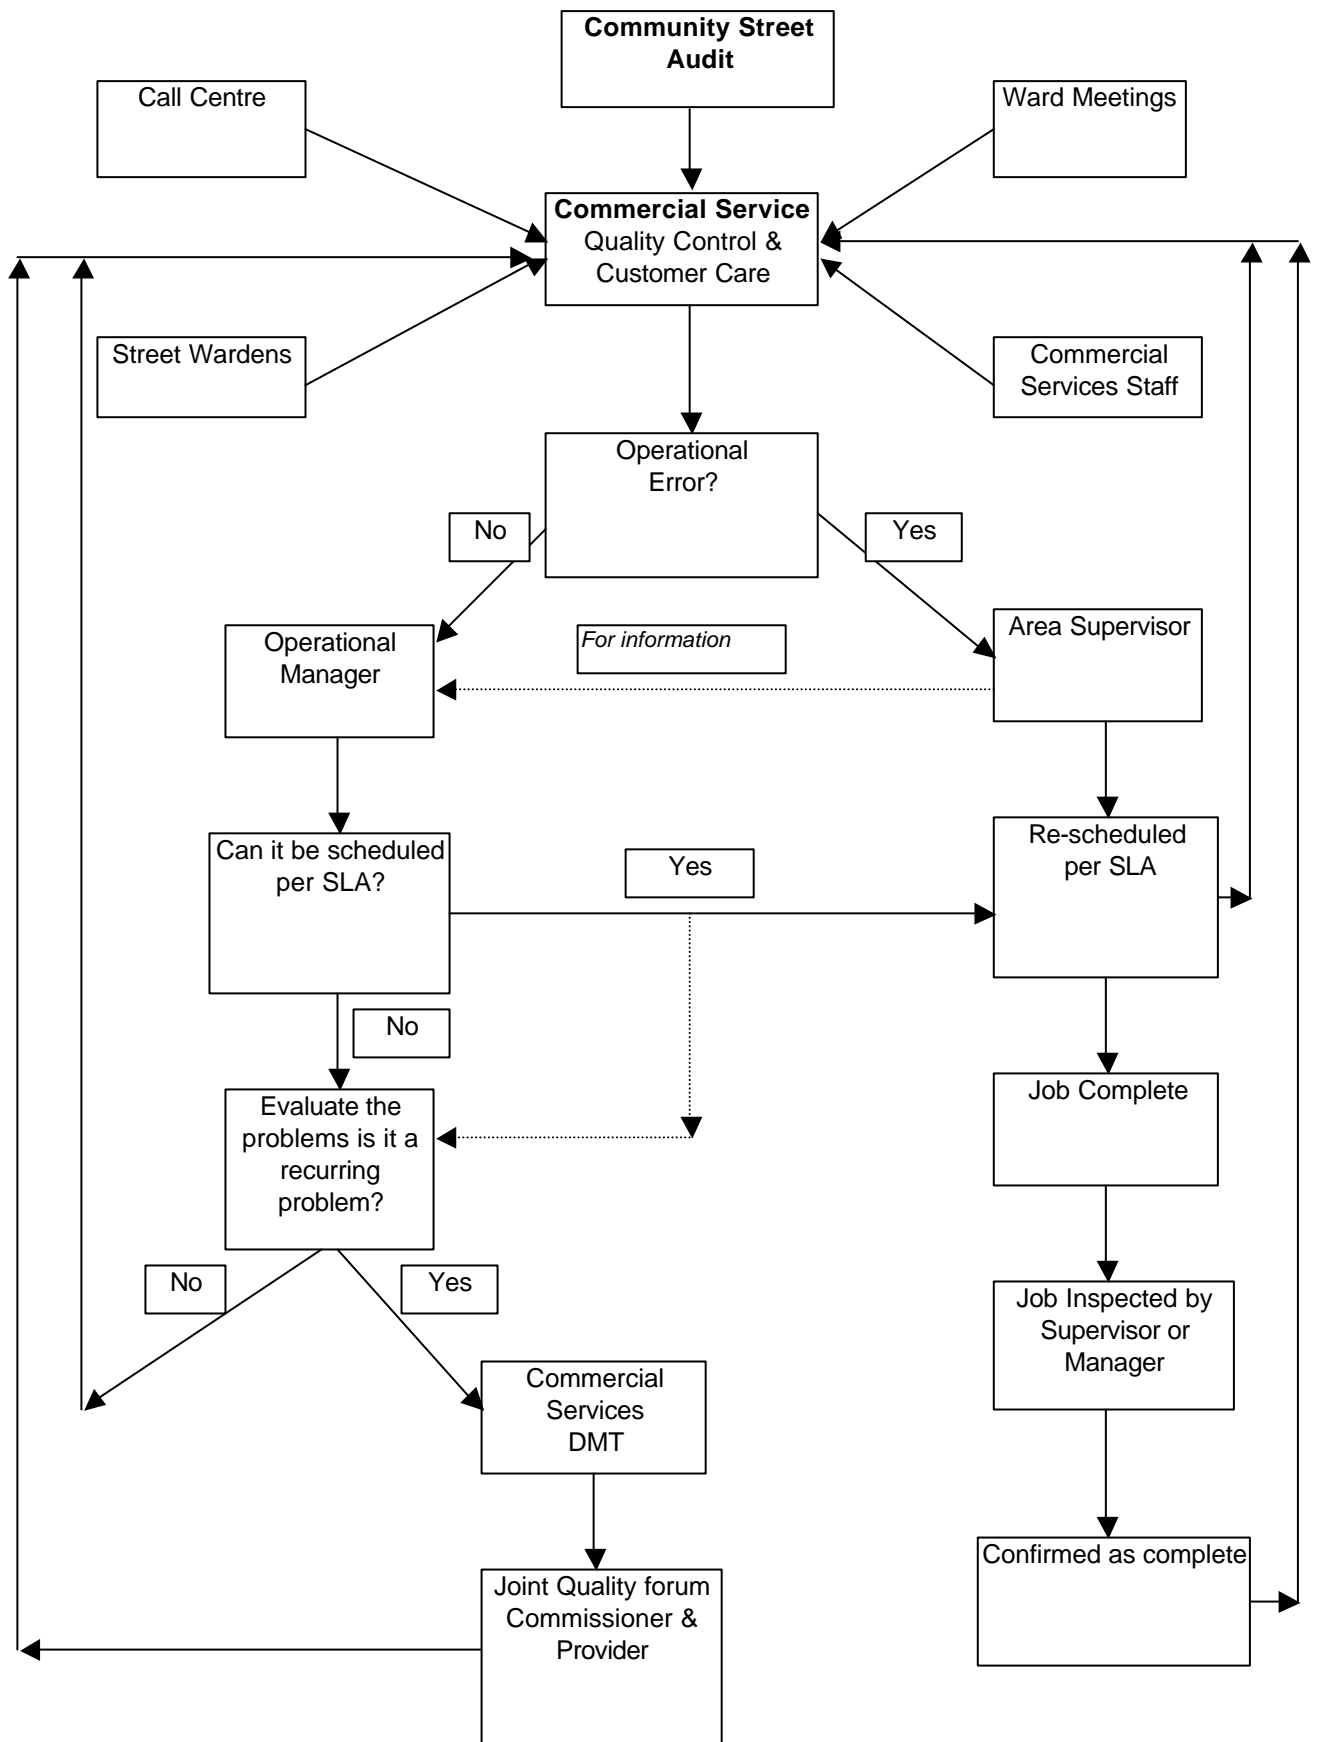 Community Street
Audit
Call Centre
Ward Meetings
Commercial Service
Quality Control &
Customer Care
Street Wardens
Commercial
Services Staff
Operational
Error?
No
Yes
Operational
Manager
For information
Area Supervisor
Can it be scheduled
per SLA?
Yes
Re-scheduled
per SLA
No
Evaluate the
problems is it a
recurring
problem?
Job Complete
No
Yes
Job Inspected by
Supervisor or
Manager
Commercial
Services
DMT
Confirmed as complete
Joint Quality forum
Commissioner &
Provider